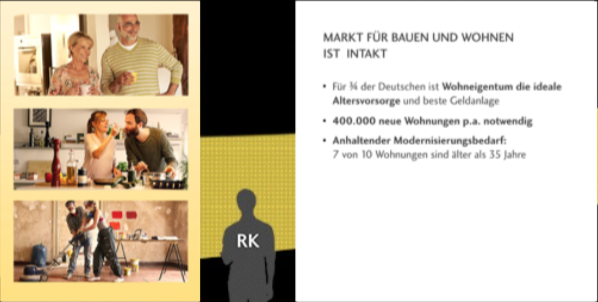 MARKT FÜR BAUEN UND WOHNEN
IST INTAKT
• Für ¾ der Deutschen ist Wohneigentum die ideale
Altersvorsorge und beste Geldanlage
• 400.000 neue Wohnungen p.a. notwendig
• Anhaltender Modernisierungsbedarf:
7 von 10 Wohnungen sind älter als 35 Jahre
RK